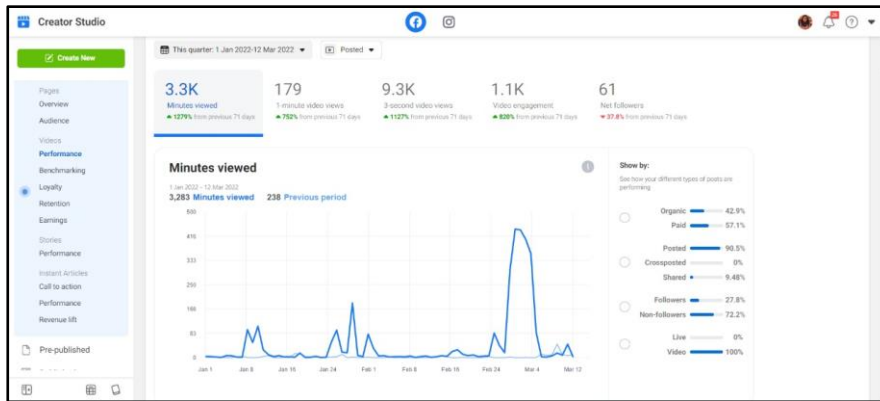 Creator Studio
28
Create New
This quarter: 1 Jan 2022-12 Mar 2022
Posted
Pages
Overview
Audience
Videos
Performance
Benchmarking
Loyalty
Retention
Earnings
Stories
Performance
Instant Articles
Call to action
Performance
Revenue lift
Pre-published
3.3K
Minutes viewed
1279% from previous 71 days
179
1-minute video views
752% from previous 71 days
9.3K
3-second video views
1127% from previous 71 days
1.1K
Video engagement
828% from previous 71 days
61
Net followers
37.8% from previous 71 days
Minutes viewed
1 Jan 2022 - 12 Mar 2022
3,283 Minutes viewed 238 Previous period
500
416
333
250
166
83
0
Jan 1 Jan 8 Jan 16 Jan 24 Feb 1 Feb 8 Feb 16 Feb 24 Mar 4 Mar 12
Show by:
See how your different types of posts are
performing
Organic 42.9%
Paid 57.1%
Posted 90.5%
Crossposted 0%
Shared 9.48%
Followers 27.8%
Non-followers 72.2%
Live 0%
Video 100%